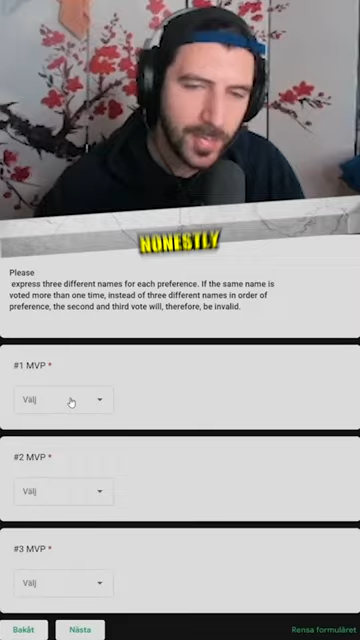 NONESTLY
Please
express three different names for each preference. If the same name is
voted more than one time, instead of three different names in order of
preference, the second and third vote will, therefore, be invalid.
#1 MVP *
Välj
#2 MVP *
Välj
#3 MVP *
Välj
Bakåt
Nästa
Rensa formuläret